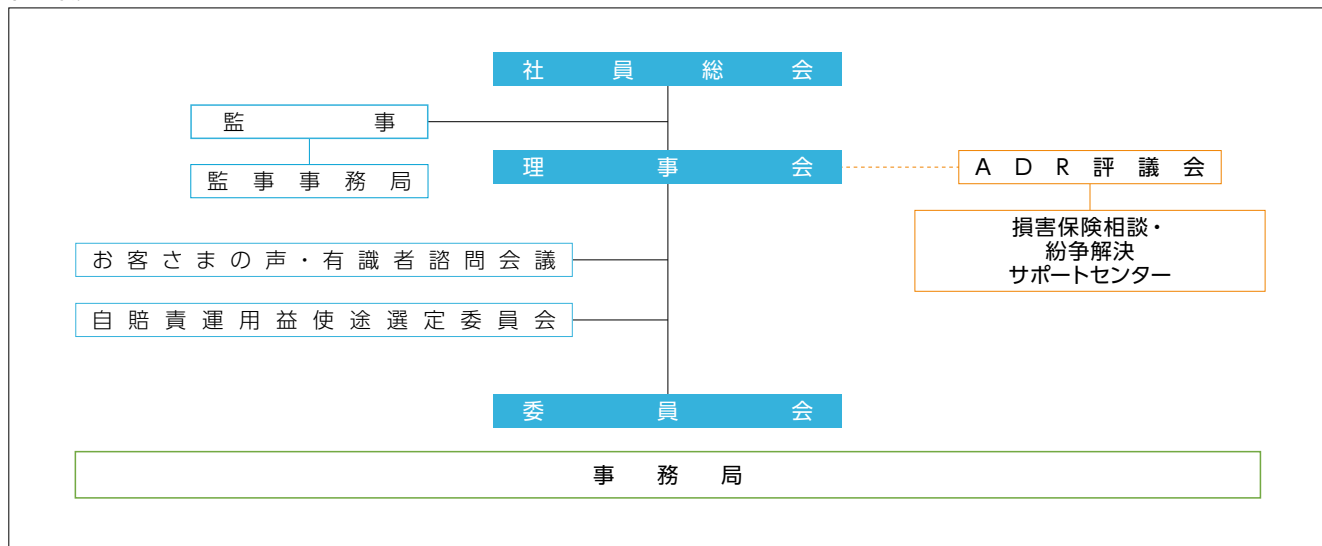 社員総会
監事
監事事務局
理事会
ADR評議会
損害保険相談・
紛争解決
サポートセンター
お客さまの声・有識者諮問会議
自賠責運用益使途選定委員会
委員会
事務局